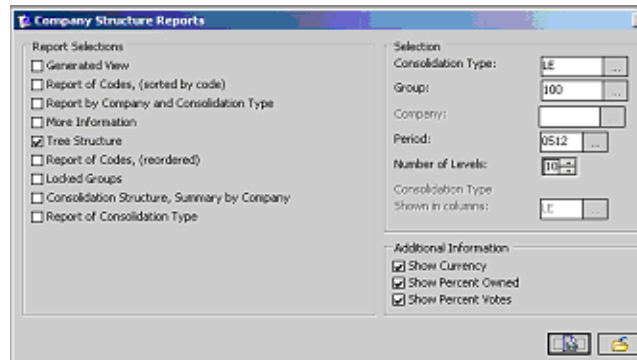 Company Structure Reports
Report Selections
Generated View
Report of Codes, (sorted by code)
Report by Company and Consolidation Type
More Information
Tree Structure
Report of Codes, (reordered)
Locked Groups
Consolidation Structure, Summary by Company
Report of Consolidation Type
Selection
Consolidation Type: LE ...
Group: 100 ...
Company: ...
Period: 0512 ...
Number of Levels: 10
Consolidation Type
Shown in columns: LE ...
Additional Information
Show Currency
Show Percent Owned
Show Percent Votes